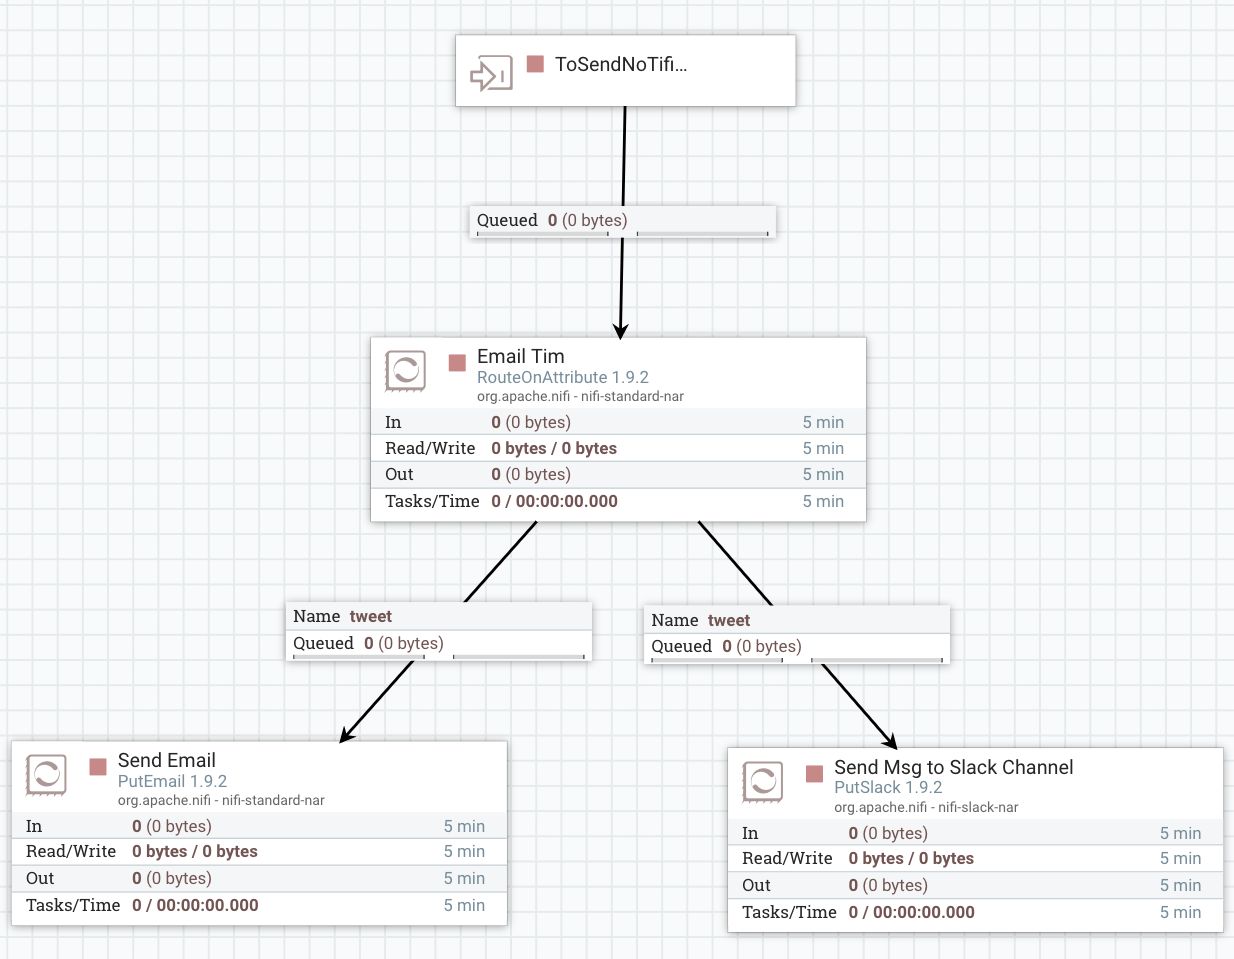 ToSendNoTifi...
Queued 0 (0 bytes)
Email Tim
RouteOnAttribute 1.9.2
org.apache.nifi - nifi-standard-nar
In 0 (0 bytes) 5 min
Read/Write 0 bytes / 0 bytes 5 min
Out 0 (0 bytes) 5 min
Tasks/Time 0 / 00:00:00.000 5 min
Name tweet
Queued 0 (0 bytes)
Name tweet
Queued 0 (0 bytes)
Send Email
PutEmail 1.9.2
org.apache.nifi - nifi-standard-nar
In 0 (0 bytes) 5 min
Read/Write 0 bytes / 0 bytes 5 min
Out 0 (0 bytes) 5 min
Tasks/Time 0 / 00:00:00.000 5 min
Send Msg to Slack Channel
PutSlack 1.9.2
org.apache.nifi - nifi-slack-nar
In 0 (0 bytes) 5 min
Read/Write 0 bytes / 0 bytes 5 min
Out 0 (0 bytes) 5 min
Tasks/Time 0 / 00:00:00.000 5 min